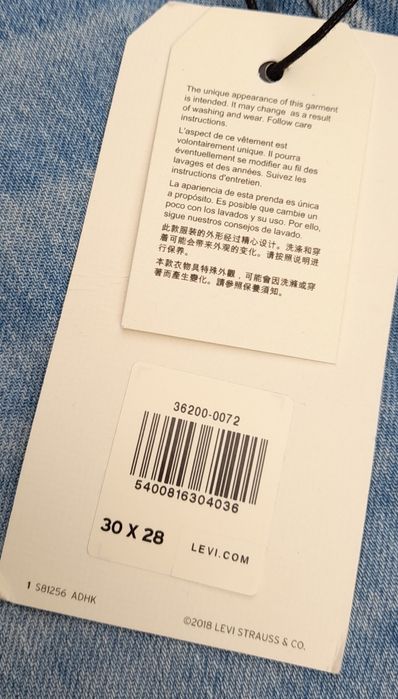 The unique appearance of this garment
is intended. It may change as a result
of washing and wear. Follow care
instructions.
L'aspect de ce vêtement est
volontairement unique. Il pourra
éventuellement se modifier au fil des
lavages et des années. Suivez les
instructions d'entretien.
La apariencia de esta prenda es única
a propósito. Es posible que cambie un
poco con los lavados y su uso. Por ello,
sigue nuestros consejos de lavado.
此款服装的外形经过精心设计。洗涤和穿
着可能会带来外观的变化。请按照说明进
行保养。
本款衣物具特殊外觀，可能會因洗滌或穿
著而產生變化。請參照保養須知。
36200-0072
5400816304036
30 X 28
LEVI.COM
1 S81256 ADHK
©2018 LEVI STRAUSS & CO.